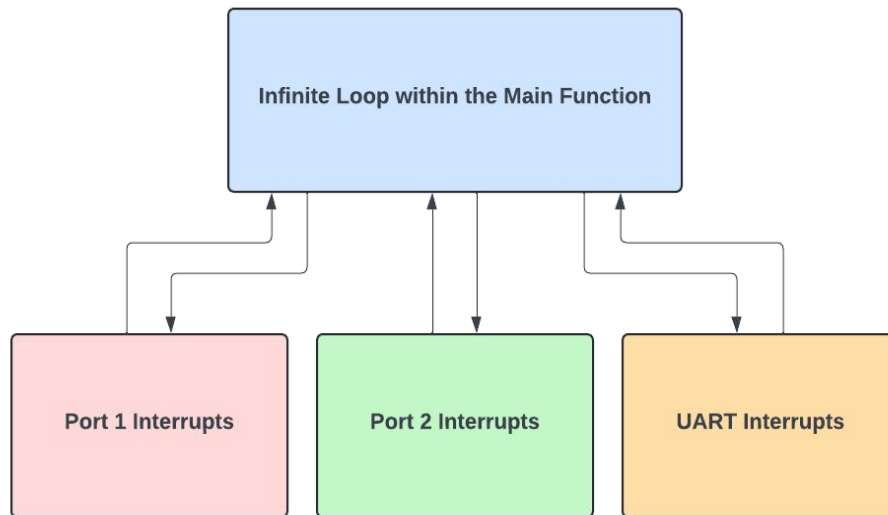 Infinite Loop within the Main Function
Port 1 Interrupts
Port 2 Interrupts
UART Interrupts